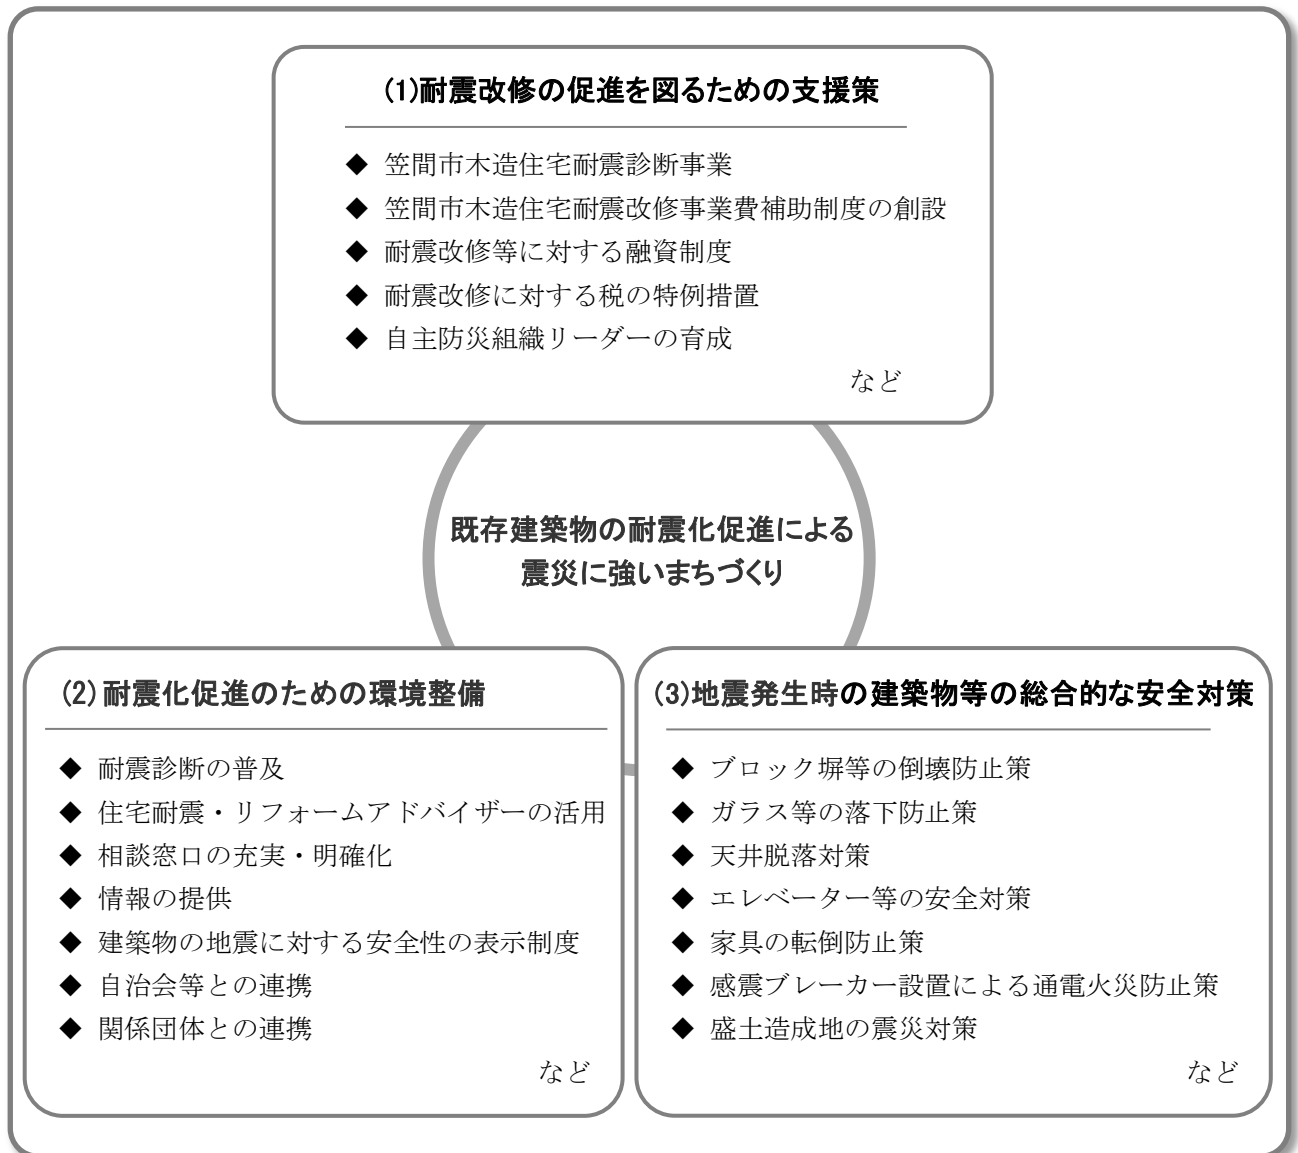 (1)耐震改修の促進を図るための支援策
◆ 笠間市木造住宅耐震診断事業
◆ 笠間市木造住宅耐震改修事業費補助制度の創設
◆ 耐震改修等に対する融資制度
◆ 耐震改修に対する税の特例措置
◆ 自主防災組織リーダーの育成
など
既存建築物の耐震化促進による
震災に強いまちづくり
(2)耐震化促進のための環境整備
◆ 耐震診断の普及
◆ 住宅耐震・リフォームアドバイザーの活用
◆ 相談窓口の充実・明確化
◆ 情報の提供
◆ 建築物の地震に対する安全性の表示制度
◆ 自治会等との連携
◆ 関係団体との連携
など
(3)地震発生時の建築物等の総合的な安全対策
◆ ブロック塀等の倒壊防止策
◆ ガラス等の落下防止策
◆ 天井脱落対策
◆ エレベーター等の安全対策
◆ 家具の転倒防止策
◆ 感震ブレーカー設置による通電火災防止策
◆ 盛土造成地の震災対策
など